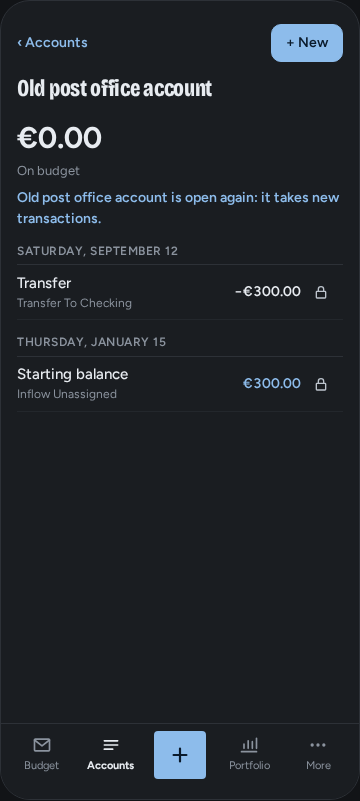 ‹ Accounts
+ New
Old post office account
€0.00
On budget
Old post office account is open again: it takes new
transactions.
SATURDAY, SEPTEMBER 12
Transfer
−€300.00
Transfer To Checking
THURSDAY, JANUARY 15
Starting balance
€300.00
Inflow Unassigned
Budget
Accounts
+
Portfolio
More